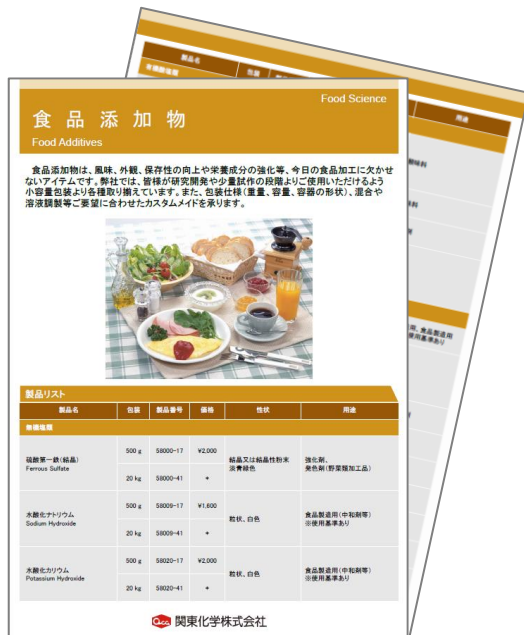 Food Science
食品添加物
Food Additives
食品添加物は、風味、外観、保存性の向上や栄養成分の強化等、今日の食品加工に欠かせ
ないアイテムです。弊社では、皆様が研究開発や少量試作の段階よりご使用いただけるよう
小容量包装より各種取り揃えています。また、包装仕様(重量、容量、容器の形状)、混合や
溶液調製等ご要望に合わせたカスタムメイドを承ります。
製品リスト
製品名 包装 製品番号 価格 性状 用途
無機塩類
硫酸第一鉄(結晶)
Ferrous Sulfate
500 g 58000-17 ¥2,000
20 kg 58000-41 *
結晶又は結晶性粉末
淡青緑色
強化剤、
発色剤(野菜類加工品)
水酸化ナトリウム
Sodium Hydroxide
500 g 58009-17 ¥1,600
20 kg 58009-41 *
粒状、白色
食品製造用(中和剤等)
※使用基準あり
水酸化カリウム
Potassium Hydroxide
500 g 58020-17 ¥2,000
20 kg 58020-41 *
粒状、白色
食品製造用(中和剤等)
※使用基準あり
関東化学株式会社
製品名
包装
用途